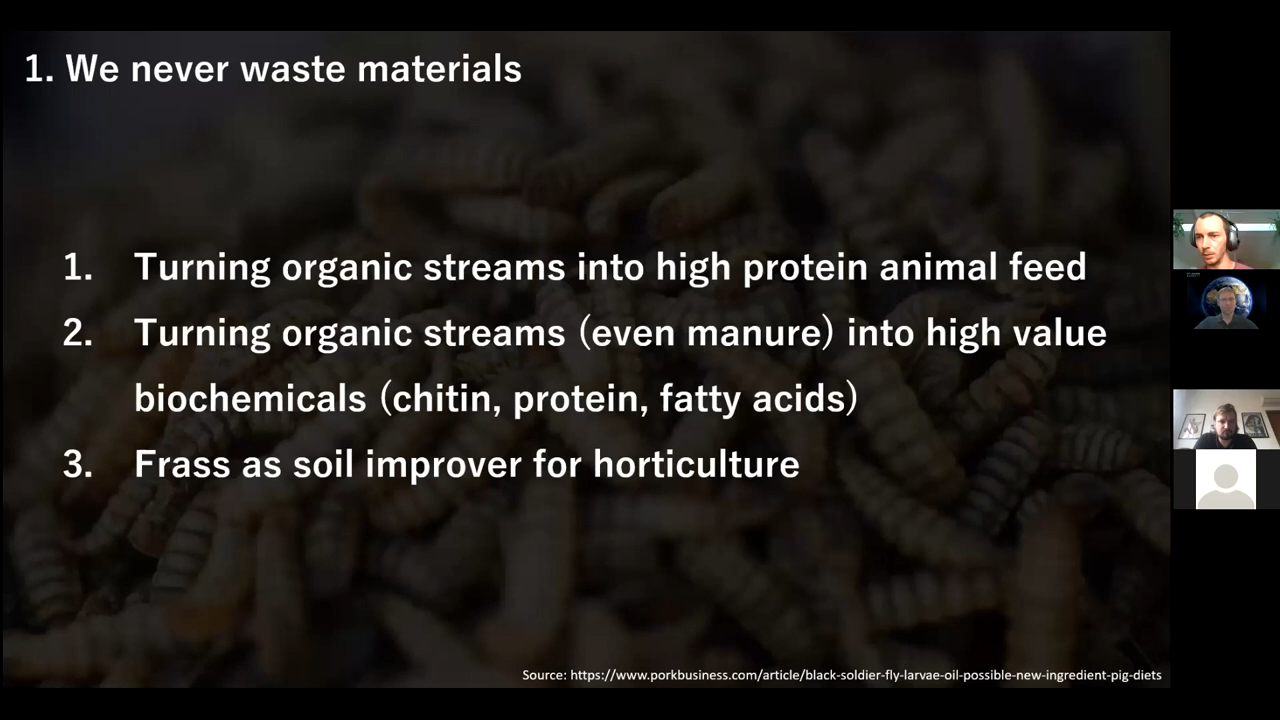 1. We never waste materials
1. Turning organic streams into high protein animal feed
2. Turning organic streams (even manure) into high value
biochemicals (chitin, protein, fatty acids)
3. Frass as soil improver for horticulture
Source: https://www.porkbusiness.com/article/black-soldier-fly-larvae-oil-possible-new-ingredient-pig-diets